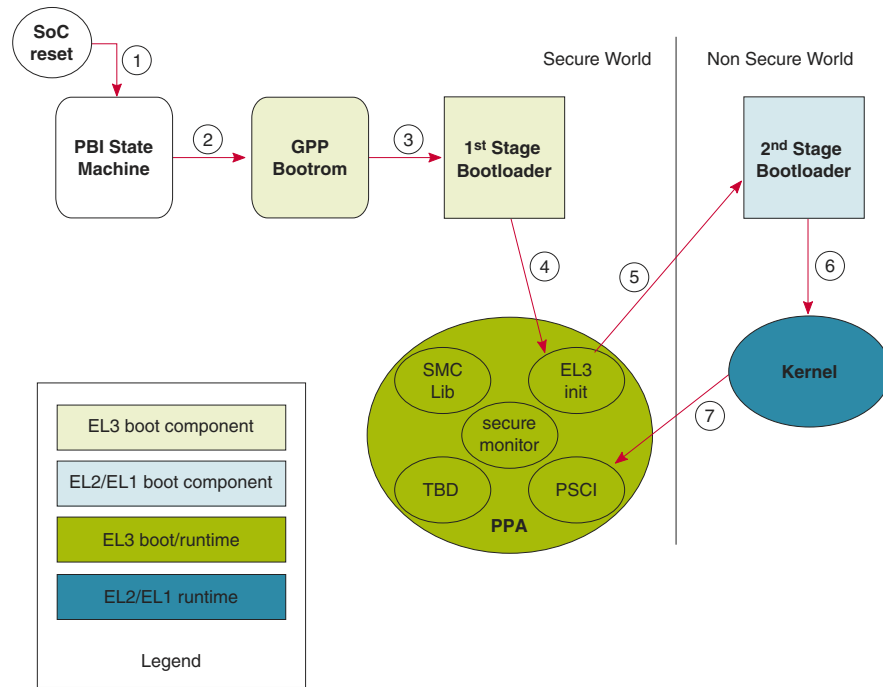 SoC
reset
1
Secure World
Non Secure World
PBI State
Machine
2
GPP
Bootrom
3
1st Stage
Bootloader
2nd Stage
Bootloader
4
5
6
SMC
Lib
EL3
init
Kernel
secure
monitor
7
TBD
PSCI
PPA
EL3 boot component
EL2/EL1 boot component
EL3 boot/runtime
EL2/EL1 runtime
Legend